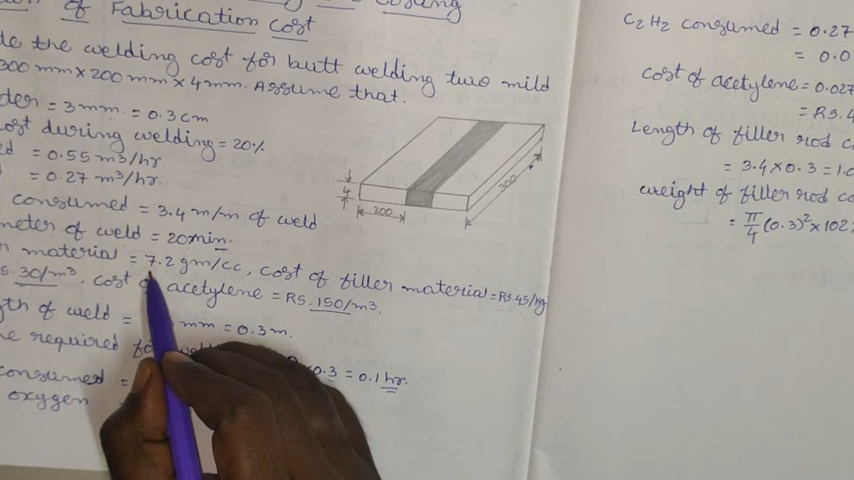 of Fabrication Cost
the welding cost for butt welding two mild
300 mm × 200 mm × 4 mm. Assume that.
= 3 mm. = 0.3 cm
during welding = 20%
= 0.55 m³/hr.
= 0.27 m³/hr.
consumed = 3.4 m/m of weld
of weld = 20 min.
material = 7.2 gm/cc, cost of filler material = Rs. 45/kg
30/m³, cost of acetylene = Rs. 150/m³.
of weld = mm = 0.3 m.
required
0.3 = 0.1 hr.
consumed =
oxygen
4
200
300
C₂H₂ consumed = 0.27
= 0.0
cost of acetylene = 0.027
= Rs. 4
Length of filler rod
= 3.4 × 0.3 = 1.0
weight of filler rod
= π/4 (0.3)² × 102